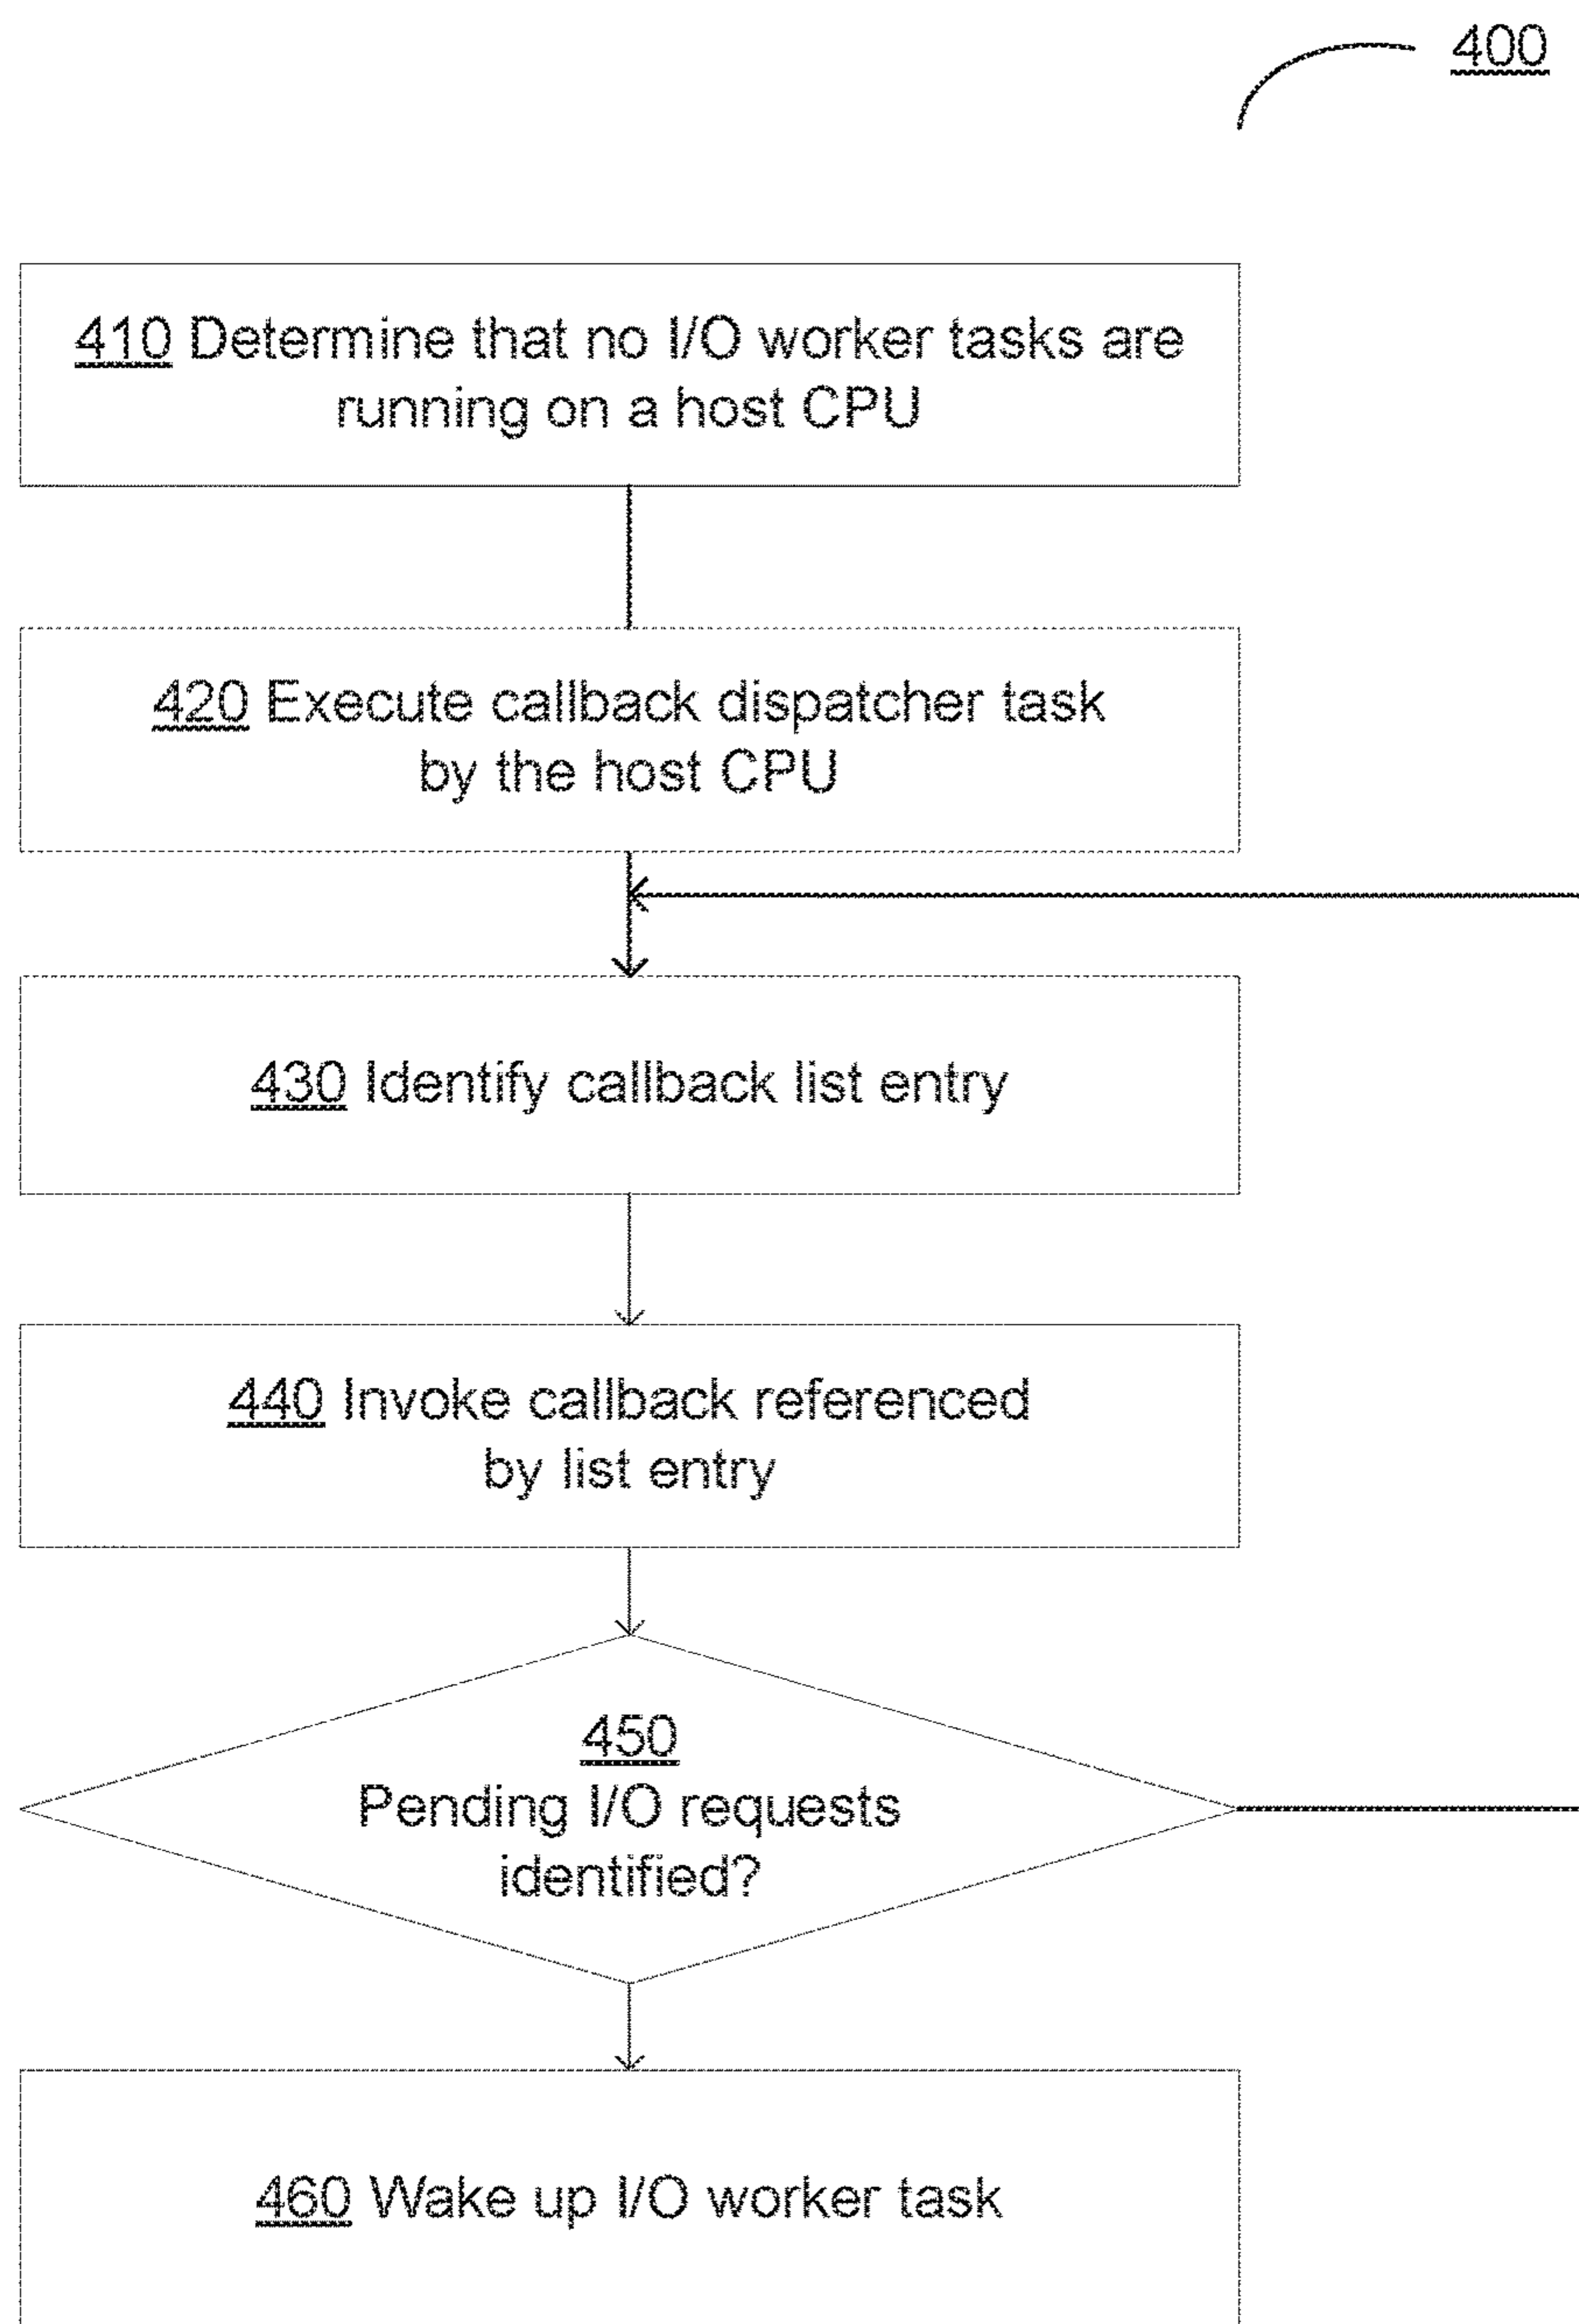 400
410 Determine that no I/O worker tasks are
running on a host CPU
420 Execute callback dispatcher task
by the host CPU
430 Identify callback list entry
440 Invoke callback referenced
by list entry
450
Pending I/O requests
identified?
460 Wake up I/O worker task